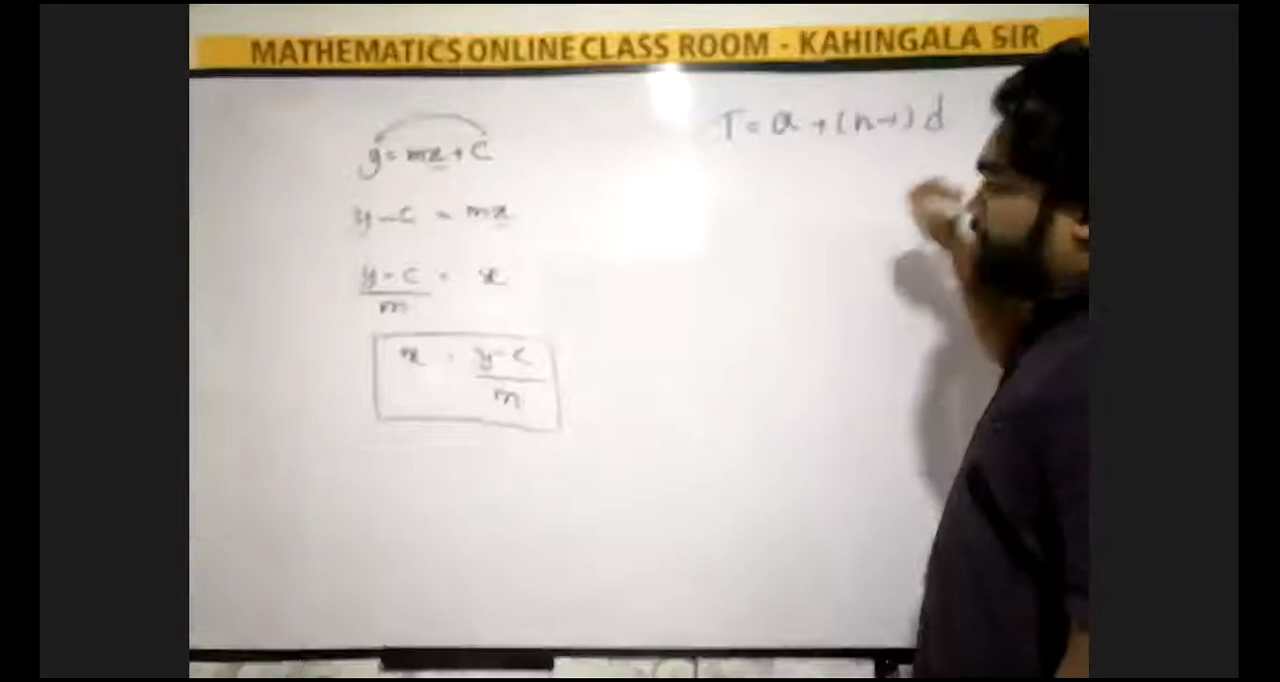 MATHEMATICS ONLINE CLASS ROOM - KAHINGALA SIR
y = mx + c
y - c = mx
y - c = x
m
x = y - c
m
T = a + (n-1) d